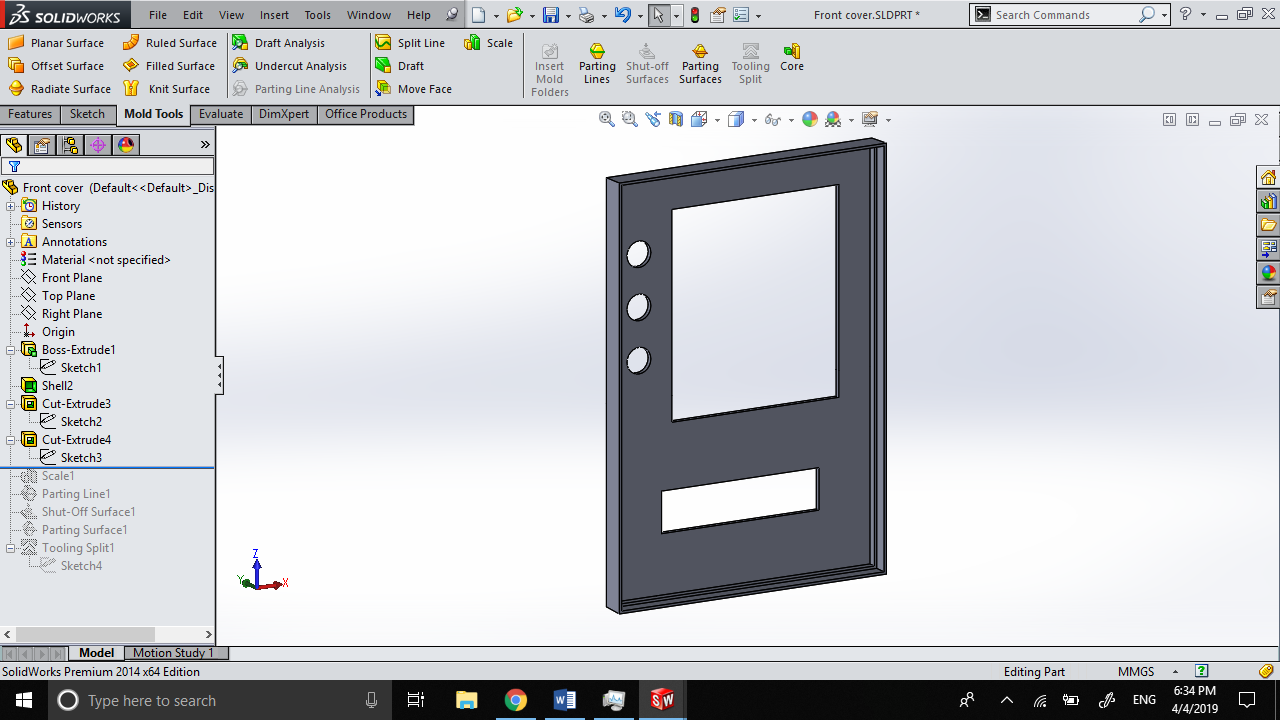 SOLIDWORKS File Edit View Insert Tools Window Help Front cover.SLDPRT * Search Commands
Planar Surface Ruled Surface Draft Analysis Split Line Scale
Offset Surface Filled Surface Undercut Analysis Draft
Radiate Surface Knit Surface Parting Line Analysis Move Face
Insert Mold Folders
Parting Lines
Shut-off Surfaces
Parting Surfaces
Tooling Split
Core
Features Sketch Mold Tools Evaluate DimXpert Office Products
Front cover (Default<<Default>_Dis
History
Sensors
Annotations
Material <not specified>
Front Plane
Top Plane
Right Plane
Origin
Boss-Extrude1
Sketch1
Shell2
Cut-Extrude3
Sketch2
Cut-Extrude4
Sketch3
Scale1
Parting Line1
Shut-Off Surface1
Parting Surface1
Tooling Split1
Sketch4
Z
Y X
Model Motion Study 1
SolidWorks Premium 2014 x64 Edition Editing Part MMGS
Type here to search ENG 6:34 PM
4/4/2019